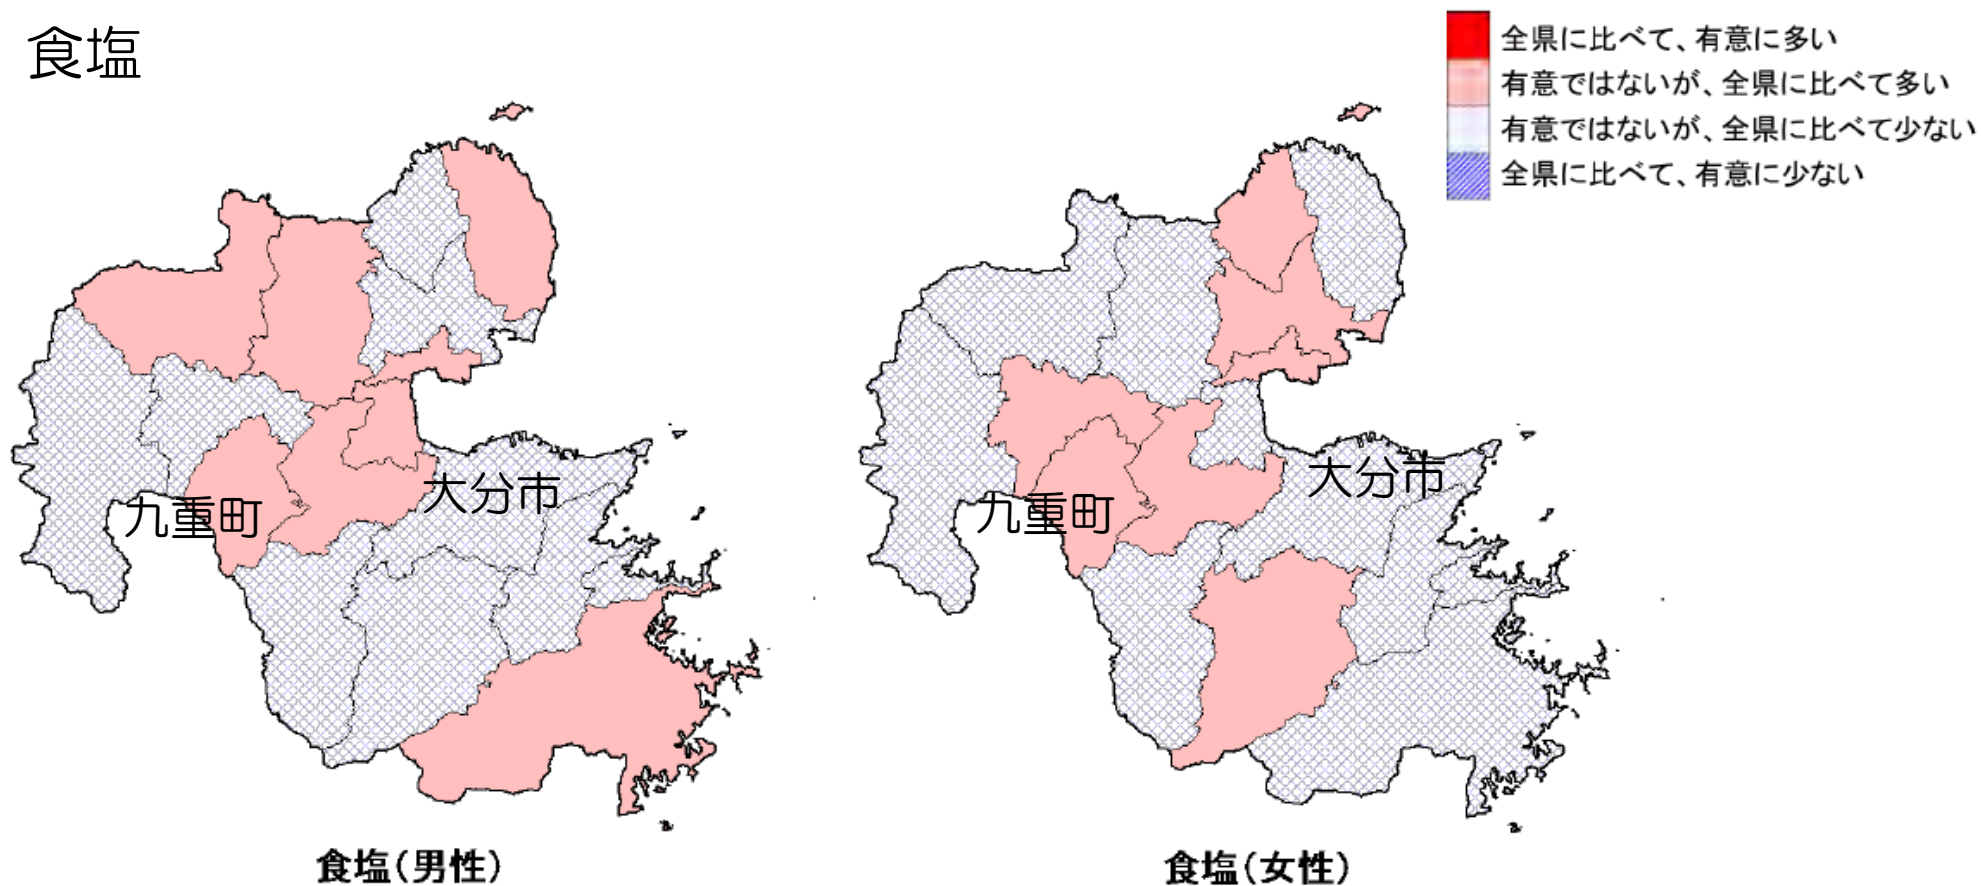 食塩
全県に比べて、有意に多い
有意ではないが、全県に比べて多い
有意ではないが、全県に比べて少ない
全県に比べて、有意に少ない
大分市
九重町
大分市
九重町
食塩(男性)
食塩(女性)